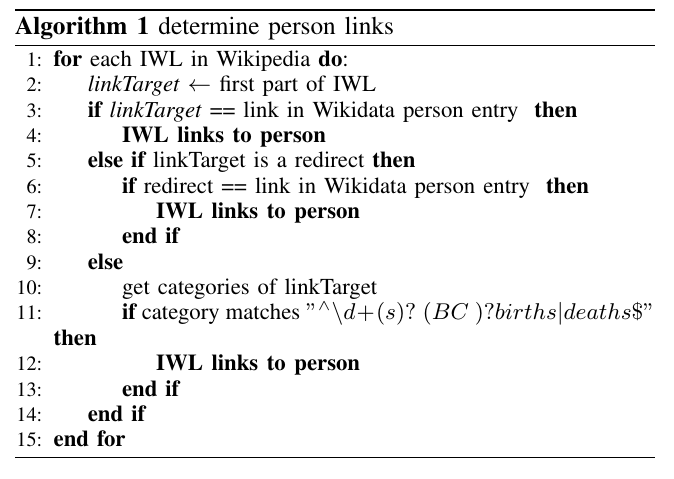 Algorithm 1 determine person links
1: for each IWL in Wikipedia do:
2: linkTarget ← first part of IWL
3: if linkTarget == link in Wikidata person entry then
4: IWL links to person
5: else if linkTarget is a redirect then
6: if redirect == link in Wikidata person entry then
7: IWL links to person
8: end if
9: else
10: get categories of linkTarget
11: if category matches ”^\d+(s)? (BC )?births|deaths$”
then
12: IWL links to person
13: end if
14: end if
15: end for